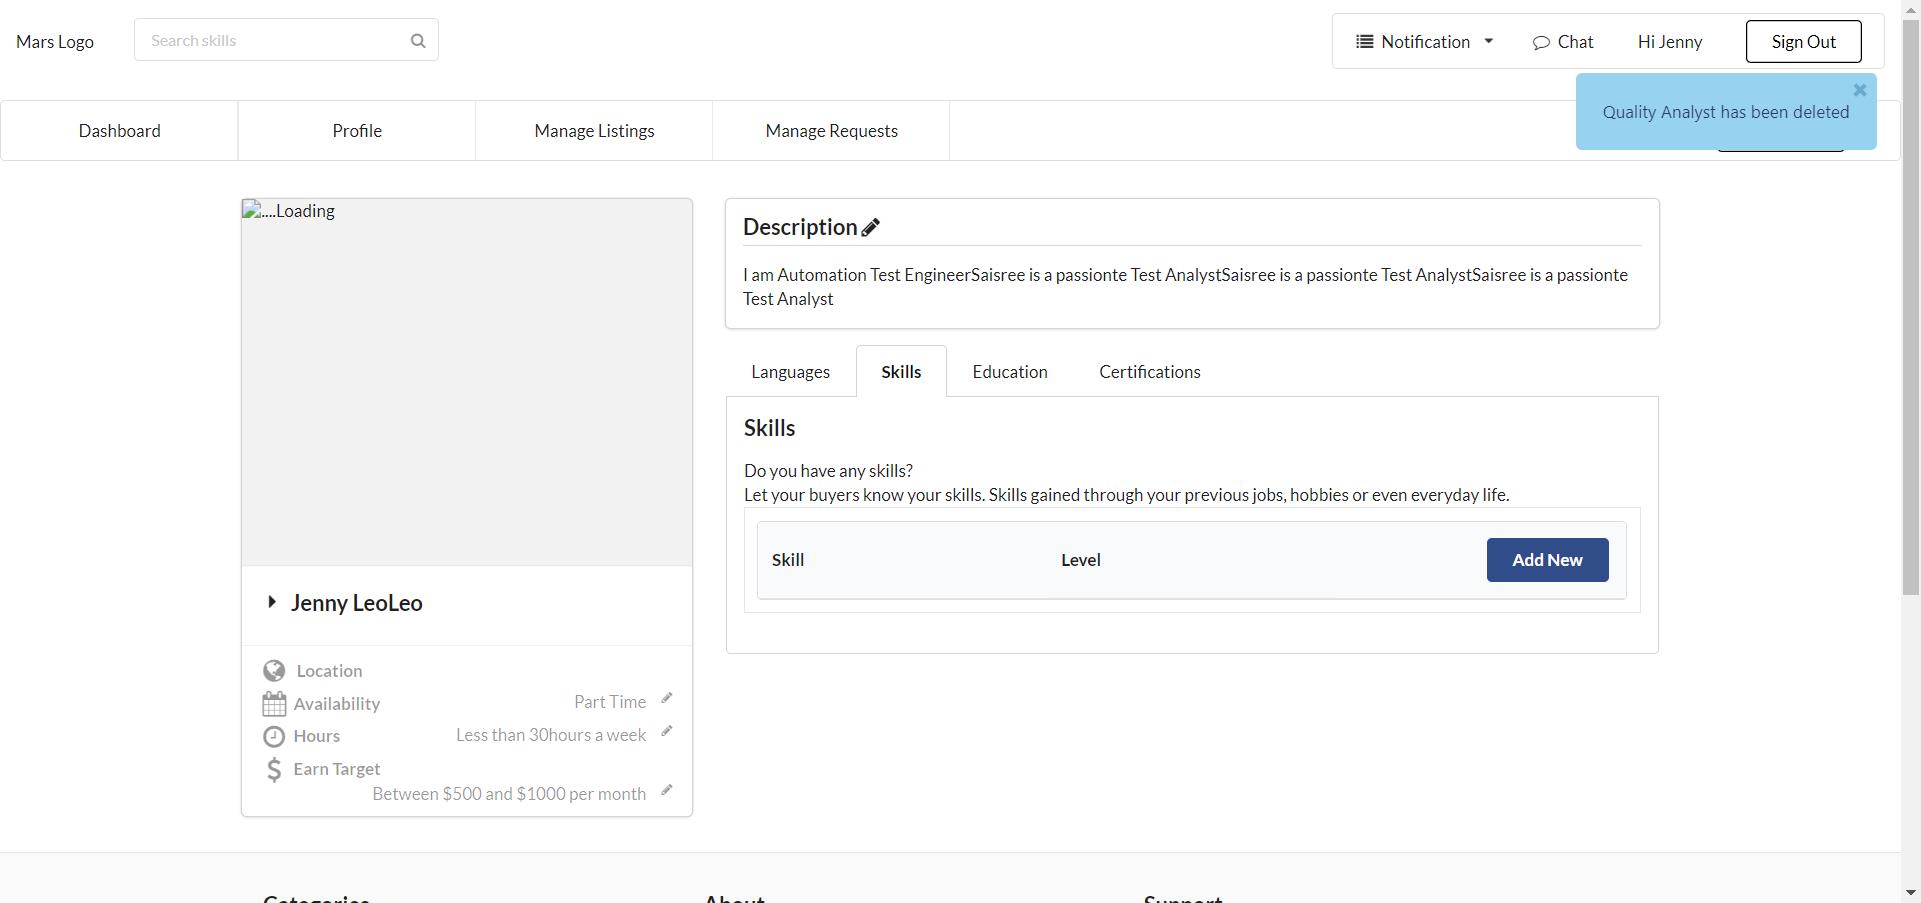 Mars Logo
Search skills
Notification
Chat
Hi Jenny
Sign Out
Quality Analyst has been deleted
Dashboard
Profile
Manage Listings
Manage Requests
....Loading
Jenny LeoLeo
Location
Availability
Part Time
Hours
Less than 30hours a week
Earn Target
Between $500 and $1000 per month
Description
I am Automation Test EngineerSaisree is a passionte Test AnalystSaisree is a passionte Test AnalystSaisree is a passionte
Test Analyst
Languages
Skills
Education
Certifications
Skills
Do you have any skills?
Let your buyers know your skills. Skills gained through your previous jobs, hobbies or even everyday life.
Skill
Level
Add New
Categories
About
Support